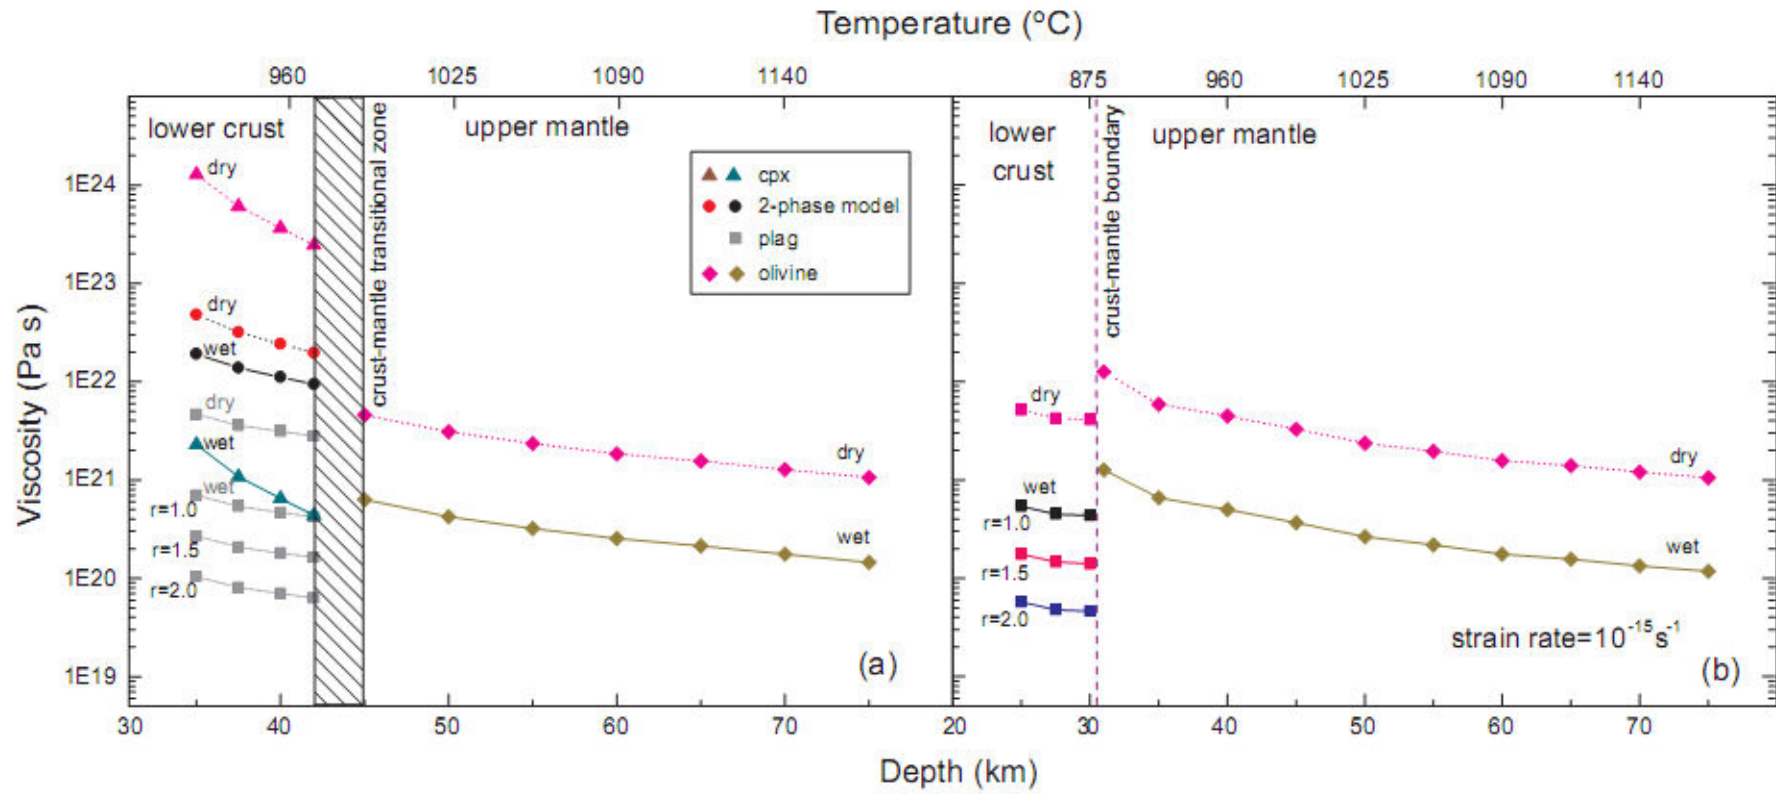 Temperature (°C)
960 1025 1090 1140 875 960 1025 1090 1140
lower crust
upper mantle
crust-mantle transitional zone
dry
dry
wet
dry
wet
wet
r=1.0
r=1.5
r=2.0
dry
wet
cpx
2-phase model
plag
olivine
(a)
lower
crust
crust-mantle boundary
upper mantle
dry
wet
r=1.0
r=1.5
r=2.0
dry
wet
strain rate=10⁻¹⁵s⁻¹
(b)
1E24
1E23
1E22
1E21
1E20
1E19
Viscosity (Pa s)
30 40 50 60 70 20 30 40 50 60 70
Depth (km)